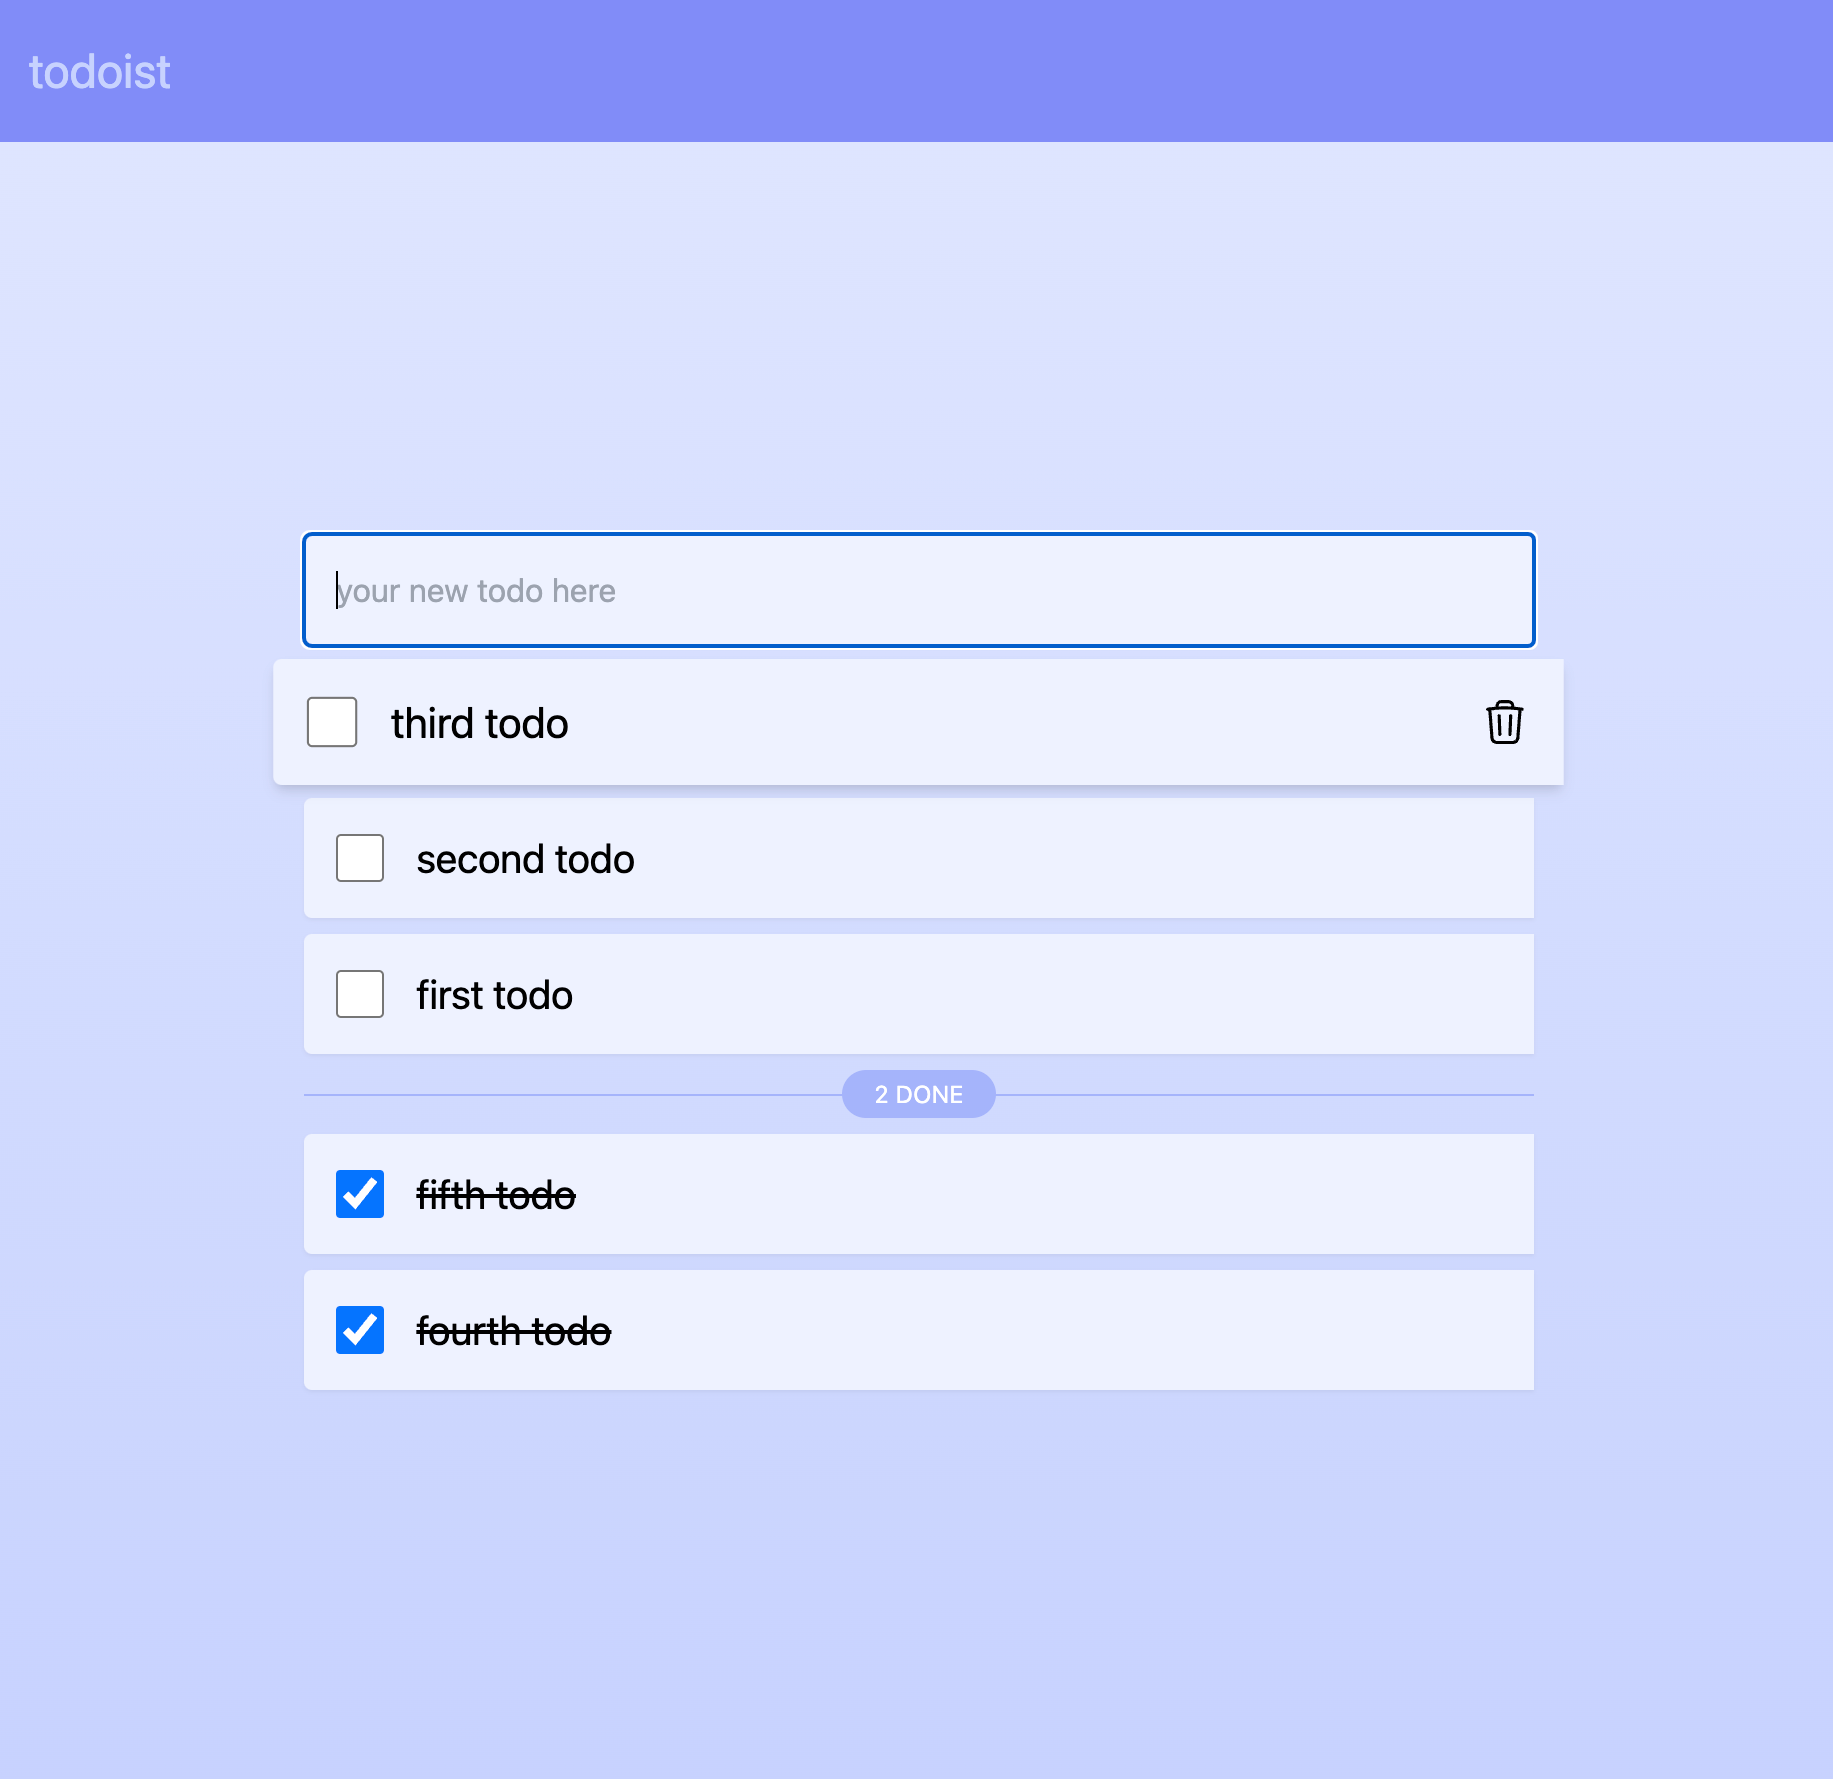 todoist
your new todo here
third todo
second todo
first todo
2 DONE
fifth todo
fourth todo